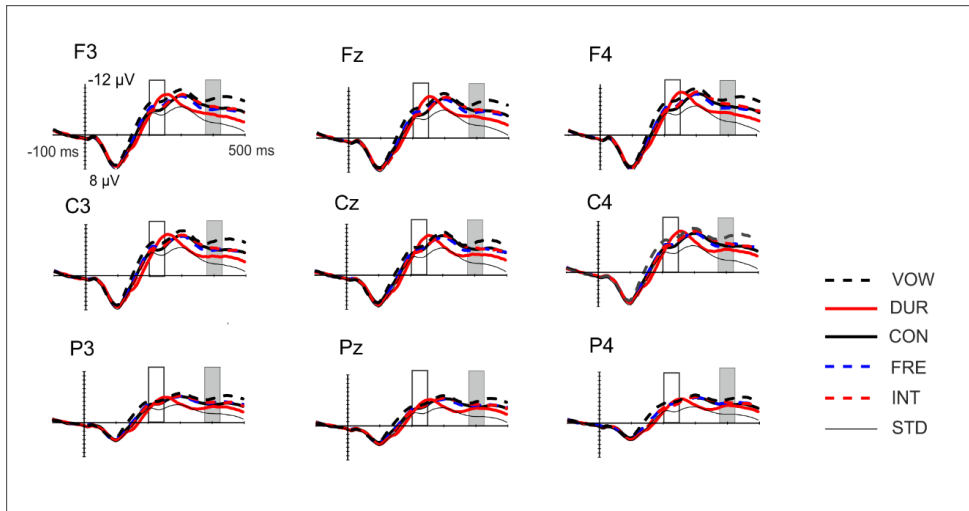 F3
Fz
F4
-12 µV
-100 ms
500 ms
8 µV
C3
Cz
C4
P3
Pz
P4
VOW
DUR
CON
FRE
INT
STD